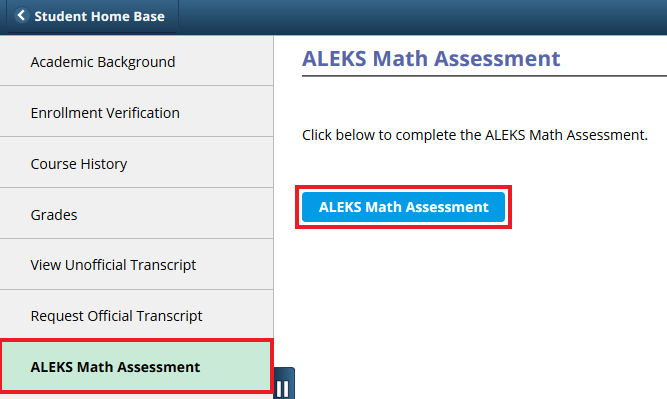 Student Home Base
Academic Background
Enrollment Verification
Course History
Grades
View Unofficial Transcript
Request Official Transcript
ALEKS Math Assessment
ALEKS Math Assessment
Click below to complete the ALEKS Math Assessment.
ALEKS Math Assessment